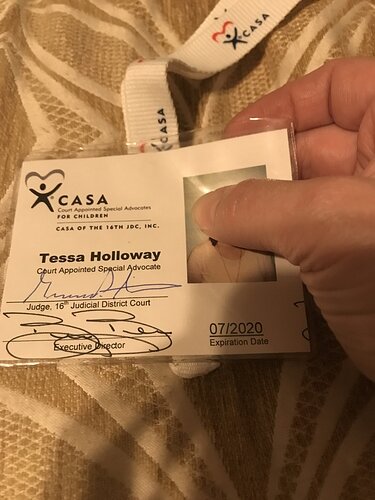 CASA
CASA
CASA
Court Appointed Special Advocates
FOR CHILDREN
CASA OF THE 16TH JDC, INC.
Tessa Holloway
Court Appointed Special Advocate
Judge, 16th Judicial District Court
Executive Director
07/2020
Expiration Date